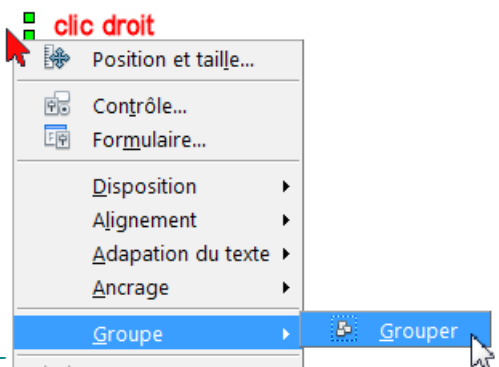 clic droit
Position et taille...
Contrôle...
Formulaire...
Disposition
Alignement
Adapation du texte
Ancrage
Groupe
Grouper